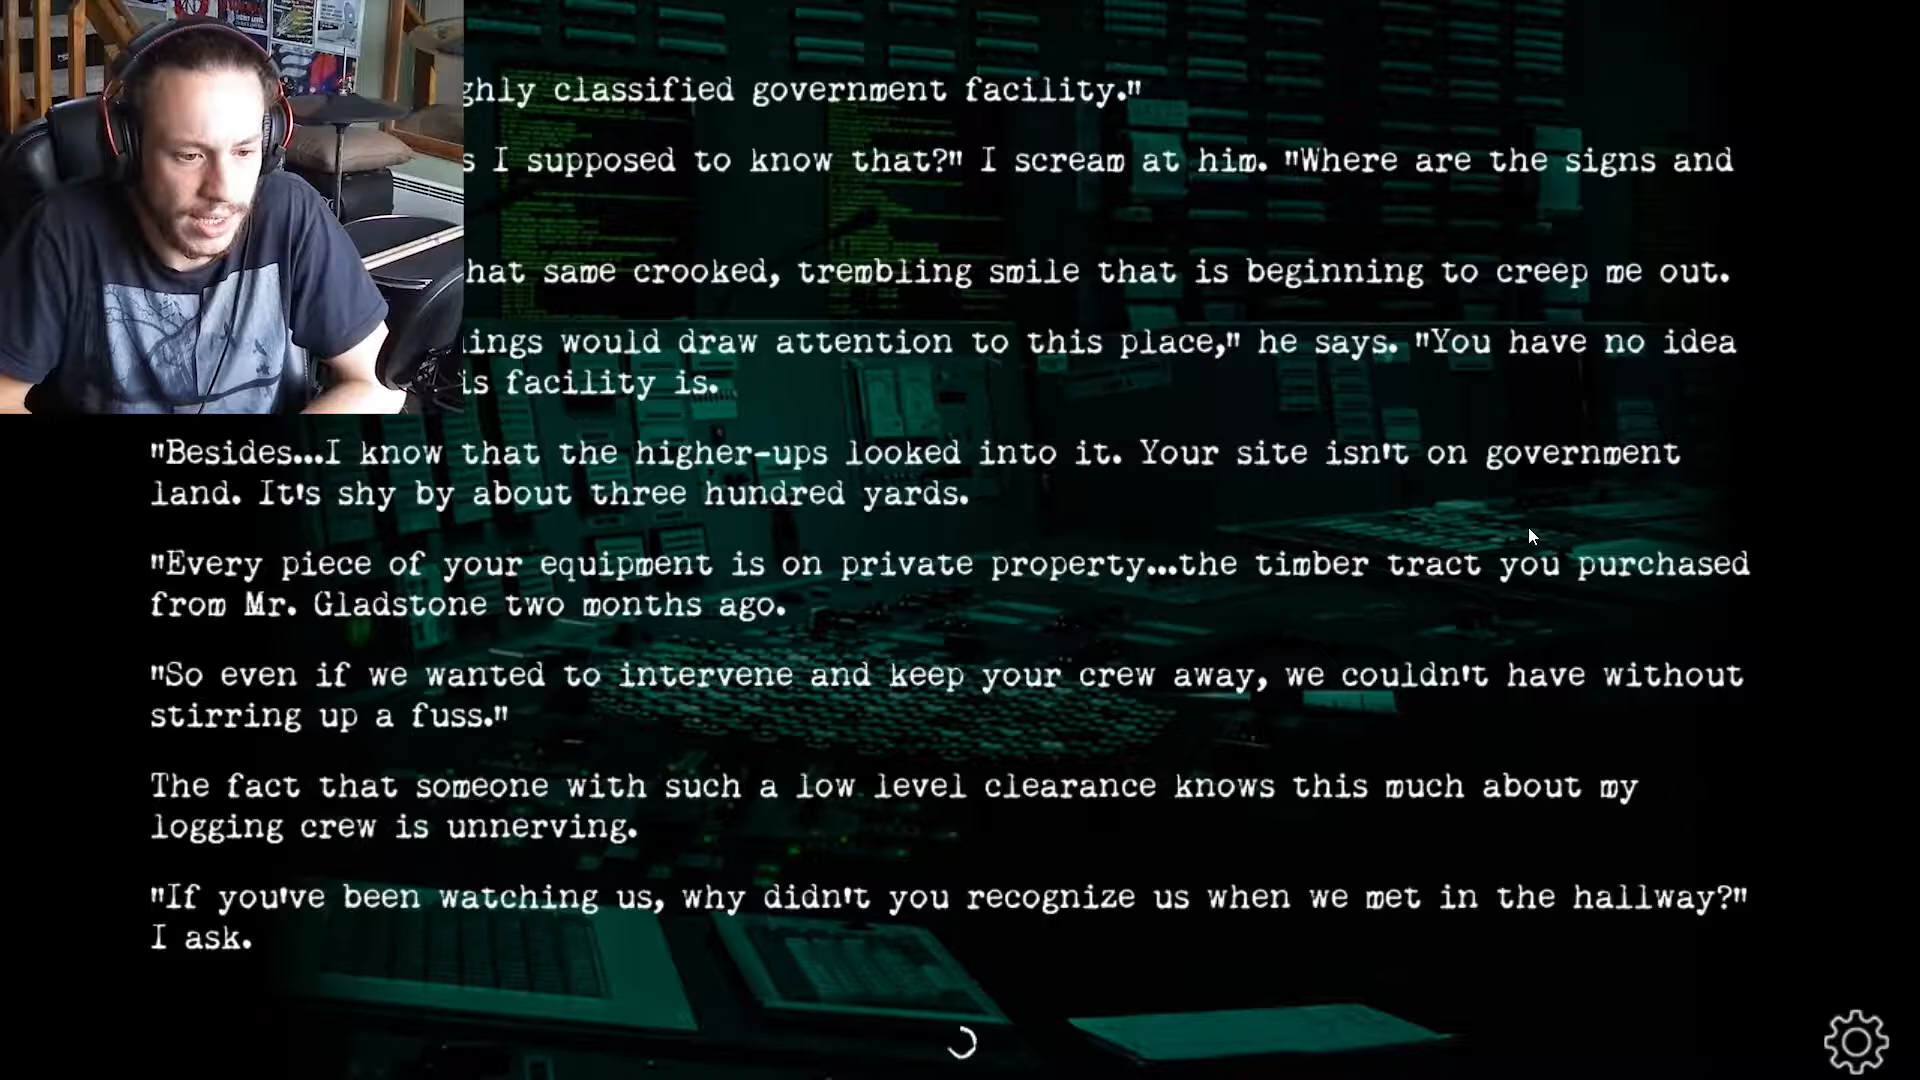 classified government facility."
I supposed to know that?" I scream at him. "Where are the signs and
same crooked, trembling smile that is beginning to creep me out.
would draw attention to this place," he says. "You have no idea
facility is.
"Besides...I know that the higher-ups looked into it. Your site isn't on government
land. It's shy by about three hundred yards.
"Every piece of your equipment is on private property...the timber tract you purchased
from Mr. Gladstone two months ago.
"So even if we wanted to intervene and keep your crew away, we couldn't have without
stirring up a fuss."
The fact that someone with such a low level clearance knows this much about my
logging crew is unnerving.
"If you've been watching us, why didn't you recognize us when we met in the hallway?"
I ask.